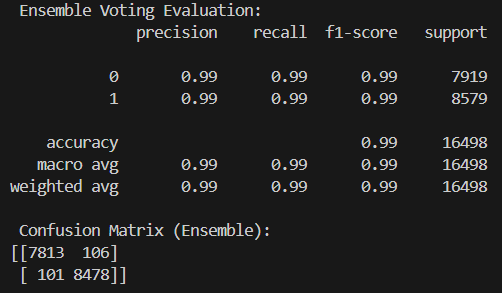 Ensemble Voting Evaluation:
precision recall f1-score support
0 0.99 0.99 0.99 7919
1 0.99 0.99 0.99 8579
accuracy 0.99 16498
macro avg 0.99 0.99 0.99 16498
weighted avg 0.99 0.99 0.99 16498
Confusion Matrix (Ensemble):
[[7813 106]
[ 101 8478]]